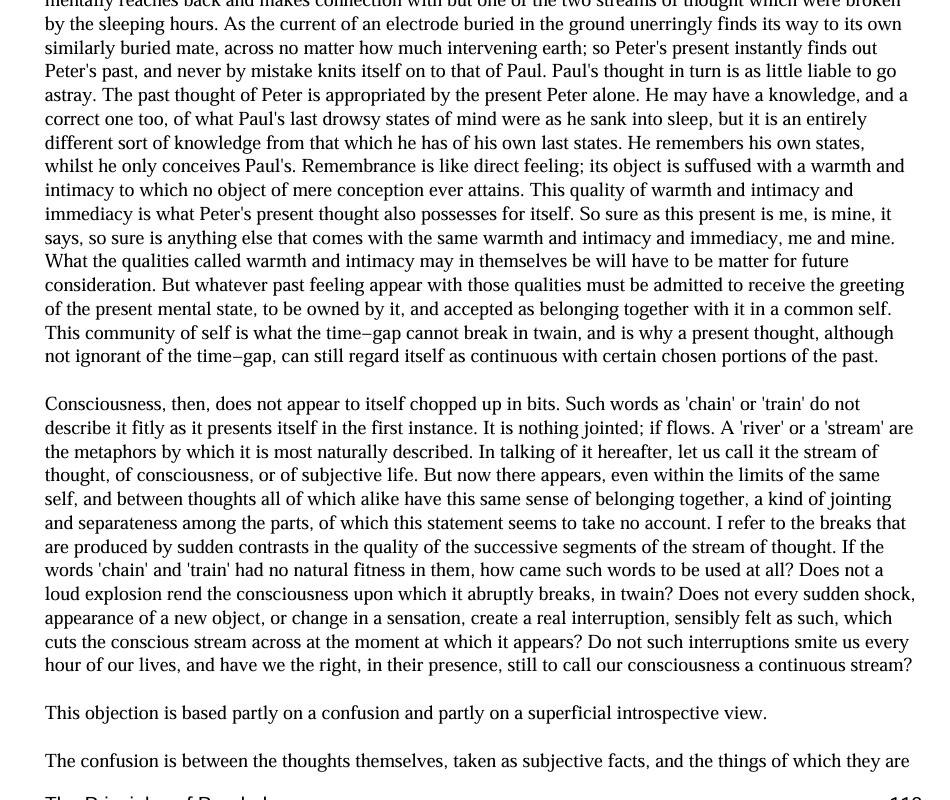 mentally reaches back and makes connection with but one of the two streams of thought which were broken
by the sleeping hours. As the current of an electrode buried in the ground unerringly finds its way to its own
similarly buried mate, across no matter how much intervening earth; so Peter's present instantly finds out
Peter's past, and never by mistake knits itself on to that of Paul. Paul's thought in turn is as little liable to go
astray. The past thought of Peter is appropriated by the present Peter alone. He may have a knowledge, and a
correct one too, of what Paul's last drowsy states of mind were as he sank into sleep, but it is an entirely
different sort of knowledge from that which he has of his own last states. He remembers his own states,
whilst he only conceives Paul's. Remembrance is like direct feeling; its object is suffused with a warmth and
intimacy to which no object of mere conception ever attains. This quality of warmth and intimacy and
immediacy is what Peter's present thought also possesses for itself. So sure as this present is me, is mine, it
says, so sure is anything else that comes with the same warmth and intimacy and immediacy, me and mine.
What the qualities called warmth and intimacy may in themselves be will have to be matter for future
consideration. But whatever past feeling appear with those qualities must be admitted to receive the greeting
of the present mental state, to be owned by it, and accepted as belonging together with it in a common self.
This community of self is what the time−gap cannot break in twain, and is why a present thought, although
not ignorant of the time−gap, can still regard itself as continuous with certain chosen portions of the past.
Consciousness, then, does not appear to itself chopped up in bits. Such words as 'chain' or 'train' do not
describe it fitly as it presents itself in the first instance. It is nothing jointed; if flows. A 'river' or a 'stream' are
the metaphors by which it is most naturally described. In talking of it hereafter, let us call it the stream of
thought, of consciousness, or of subjective life. But now there appears, even within the limits of the same
self, and between thoughts all of which alike have this same sense of belonging together, a kind of jointing
and separateness among the parts, of which this statement seems to take no account. I refer to the breaks that
are produced by sudden contrasts in the quality of the successive segments of the stream of thought. If the
words 'chain' and 'train' had no natural fitness in them, how came such words to be used at all? Does not a
loud explosion rend the consciousness upon which it abruptly breaks, in twain? Does not every sudden shock,
appearance of a new object, or change in a sensation, create a real interruption, sensibly felt as such, which
cuts the conscious stream across at the moment at which it appears? Do not such interruptions smite us every
hour of our lives, and have we the right, in their presence, still to call our consciousness a continuous stream?
This objection is based partly on a confusion and partly on a superficial introspective view.
The confusion is between the thoughts themselves, taken as subjective facts, and the things of which they are